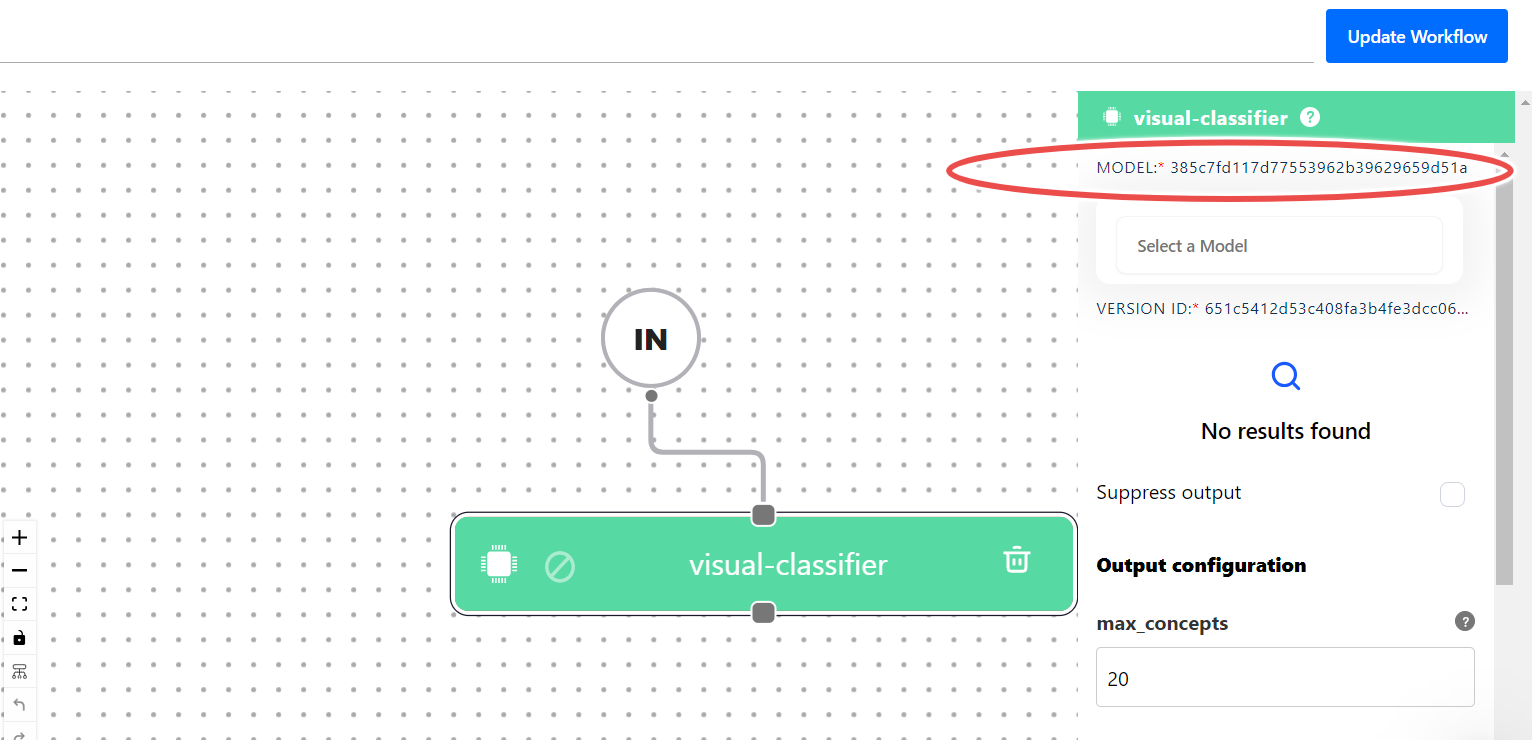 Update Workflow
visual-classifier ?
MODEL:* 385c7fd117d77553962b39629659d51a
Select a Model
VERSION ID:* 651c5412d53c408fa3b4fe3dcc06...
No results found
Suppress output
Output configuration
max_concepts ?
20
IN
visual-classifier